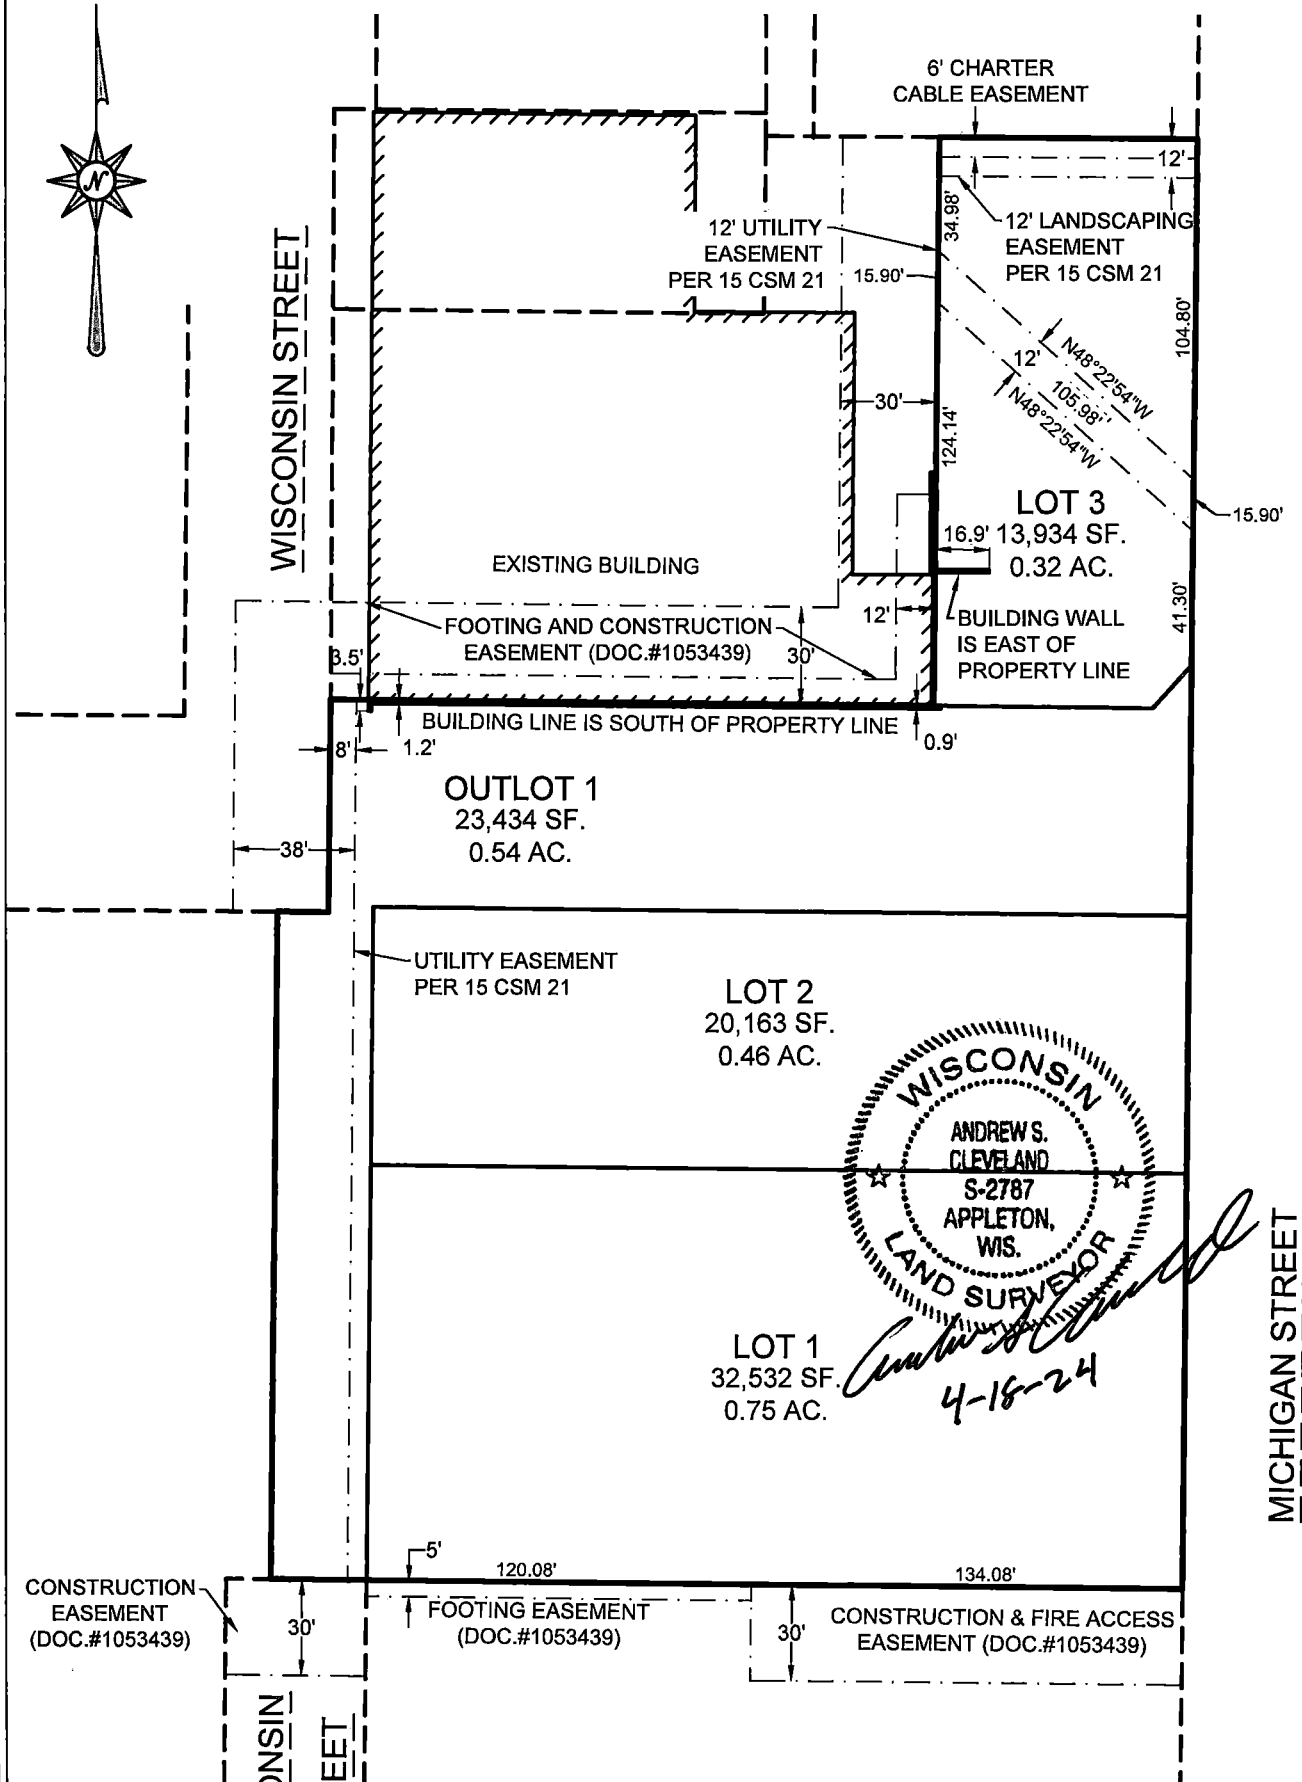 N
6' CHARTER
CABLE EASEMENT
12'
12' UTILITY
EASEMENT
PER 15 CSM 21
34.98'
15.90'
12' LANDSCAPING
EASEMENT
PER 15 CSM 21
104.80'
WISCONSIN STREET
N48°22'54"W
12'
105.98'
N48°22'54"W
30'
124.14'
LOT 3
13,934 SF.
0.32 AC.
15.90'
16.9'
EXISTING BUILDING
12'
BUILDING WALL
IS EAST OF
PROPERTY LINE
41.30'
FOOTING AND CONSTRUCTION
EASEMENT (DOC.#1053439)
30'
3.5'
BUILDING LINE IS SOUTH OF PROPERTY LINE
8'
1.2'
0.9'
OUTLOT 1
23,434 SF.
0.54 AC.
38'
UTILITY EASEMENT
PER 15 CSM 21
LOT 2
20,163 SF.
0.46 AC.
WISCONSIN
ANDREW S.
CLEVELAND
S-2787
APPLETON,
WIS.
LAND SURVEYOR
LOT 1
32,532 SF.
0.75 AC.
4-18-24
MICHIGAN STREET
5'
120.08'
134.08'
CONSTRUCTION
EASEMENT
(DOC.#1053439)
30'
FOOTING EASEMENT
(DOC.#1053439)
30'
CONSTRUCTION & FIRE ACCESS
EASEMENT (DOC.#1053439)
ONSIN
EET